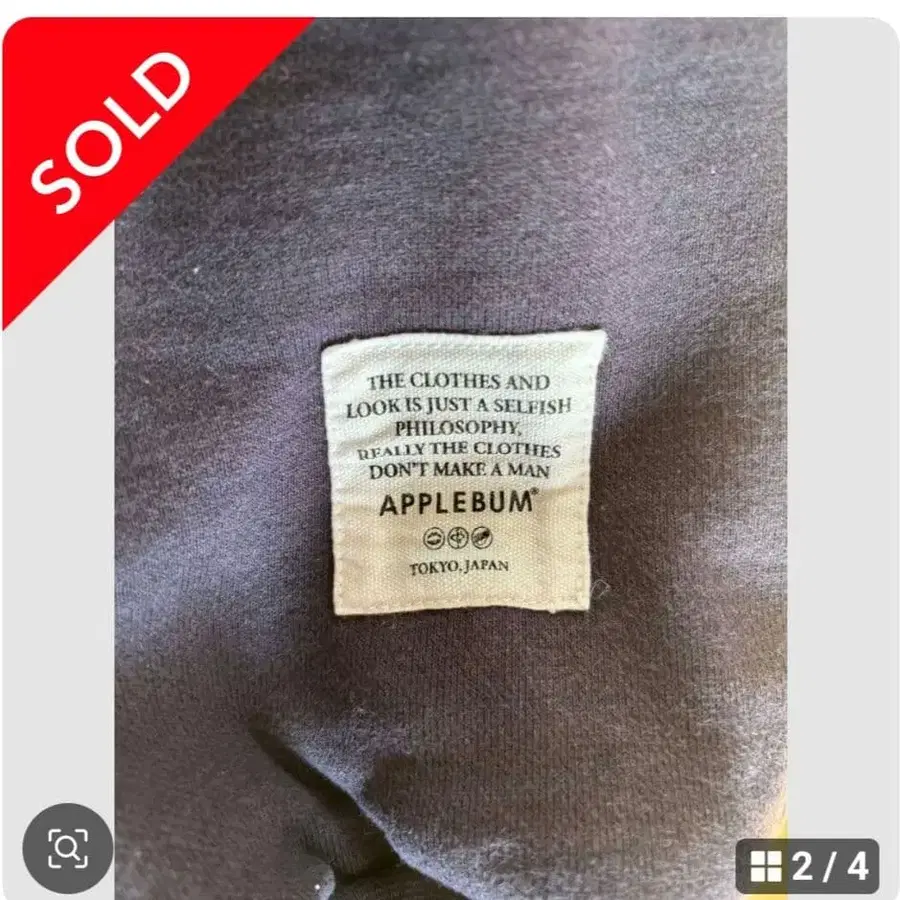 SOLD
THE CLOTHES AND
LOOK IS JUST A SELFISH
PHILOSOPHY,
REALLY THE CLOTHES
DON'T MAKE A MAN
APPLEBUM®
TOKYO, JAPAN
2 / 4